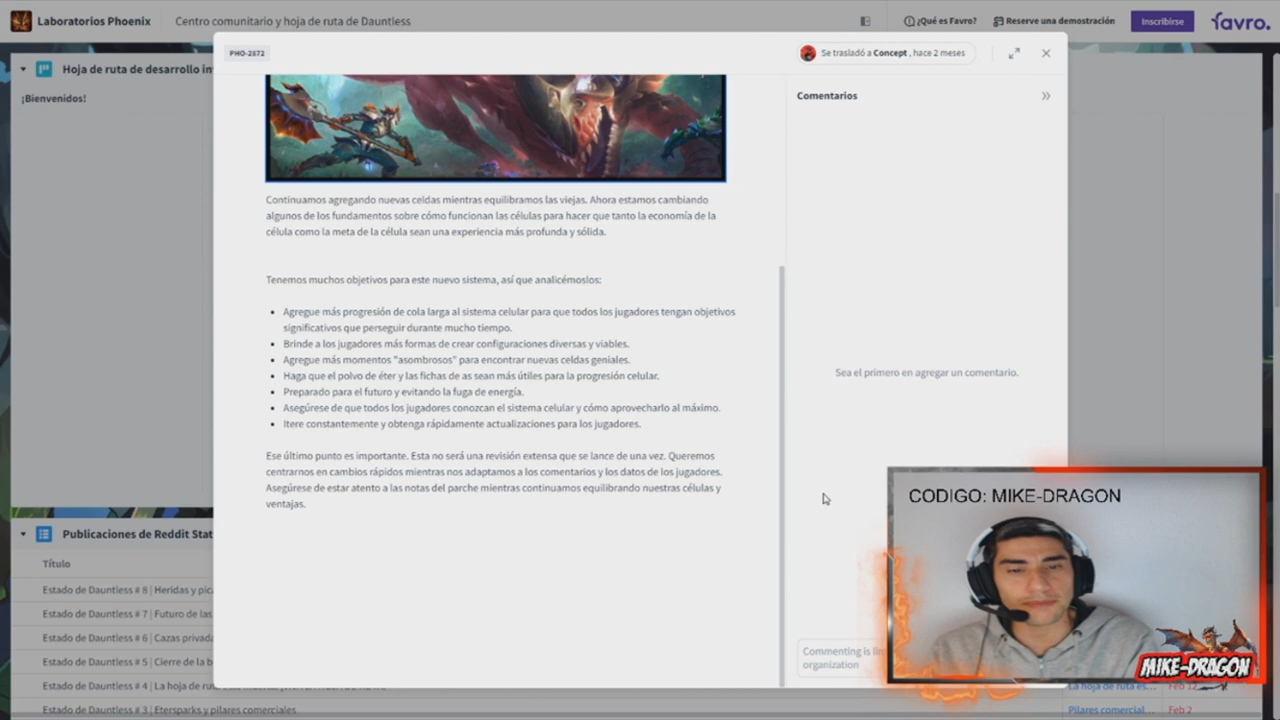 Laboratorios Phoenix
Centro comunitario y hoja de ruta de Dauntless
¿Qué es Favro?
Reserve una demostración
Inscribirse
favro.
PHO-2872
Se trasladó a Concept , hace 2 meses
Hoja de ruta de desarrollo in
¡Bienvenidos!
Comentarios
Continuamos agregando nuevas celdas mientras equilibramos las viejas. Ahora estamos cambiando
algunos de los fundamentos sobre cómo funcionan las células para hacer que tanto la economía de la
célula como la meta de la célula sean una experiencia más profunda y sólida.
Tenemos muchos objetivos para este nuevo sistema, así que analicémoslos:
Agregue más progresión de cola larga al sistema celular para que todos los jugadores tengan objetivos
significativos que perseguir durante mucho tiempo.
Brinde a los jugadores más formas de crear configuraciones diversas y viables.
Agregue más momentos "asombrosos" para encontrar nuevas celdas geniales.
Haga que el polvo de éter y las fichas de as sean más útiles para la progresión celular.
Preparado para el futuro y evitando la fuga de energía.
Asegúrese de que todos los jugadores conozcan el sistema celular y cómo aprovecharlo al máximo.
Itere constantemente y obtenga rápidamente actualizaciones para los jugadores.
Sea el primero en agregar un comentario.
Ese último punto es importante. Esta no será una revisión extensa que se lance de una vez. Queremos
centrarnos en cambios rápidos mientras nos adaptamos a los comentarios y los datos de los jugadores.
Asegúrese de estar atento a las notas del parche mientras continuamos equilibrando nuestras células y
ventajas.
CODIGO: MIKE-DRAGON
Publicaciones de Reddit Stat
Título
Estado de Dauntless # 8 | Heridas y pic
Estado de Dauntless # 7 | Futuro de las
Estado de Dauntless # 6 | Cazas privada
Estado de Dauntless # 5 | Cierre de la b
Estado de Dauntless # 4 | La hoja de ruta
Estado de Dauntless # 3 | Etersparks y pilares comerciales
Commenting is lim
organization
MIKE-DRAGON
La hoja de ruta es... Feb 12
Pilares comercial... Feb 2